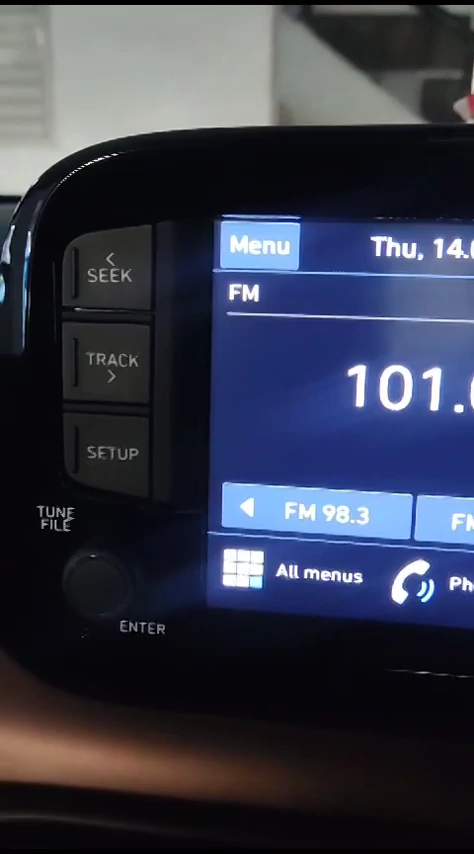 <
SEEK
TRACK
>
SETUP
TUNE
FILE
ENTER
Menu
Thu, 14.
FM
101.
FM 98.3
All menus